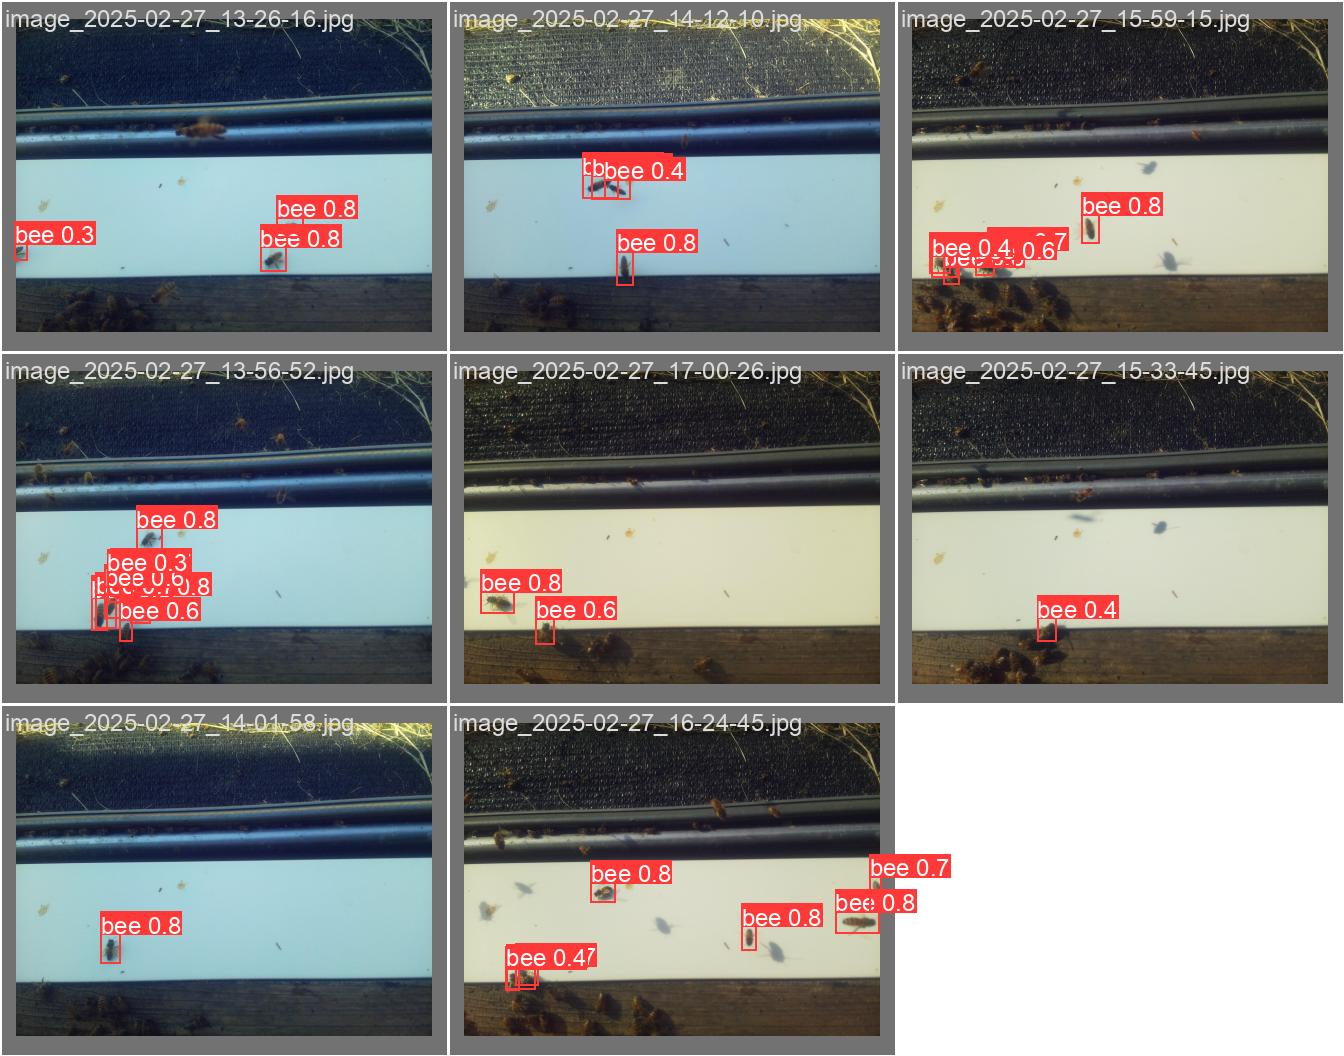 image_2025-02-27_13-26-16.jpg
bee 0.8
bee 0.3
bee 0.8
image_2025-02-27_14-12-10.jpg
bee 0.4
bee 0.8
image_2025-02-27_15-59-15.jpg
bee 0.8
0.7
bee 0.4
0.6
image_2025-02-27_13-56-52.jpg
bee 0.8
bee 0.3
bee 0.6
0.8
bee 0.6
image_2025-02-27_17-00-26.jpg
bee 0.8
bee 0.6
image_2025-02-27_15-33-45.jpg
bee 0.4
image_2025-02-27_14-01-58.jpg
bee 0.8
image_2025-02-27_16-24-45.jpg
bee 0.7
bee 0.8
bee 0.8
bee 0.8
bee 0.4